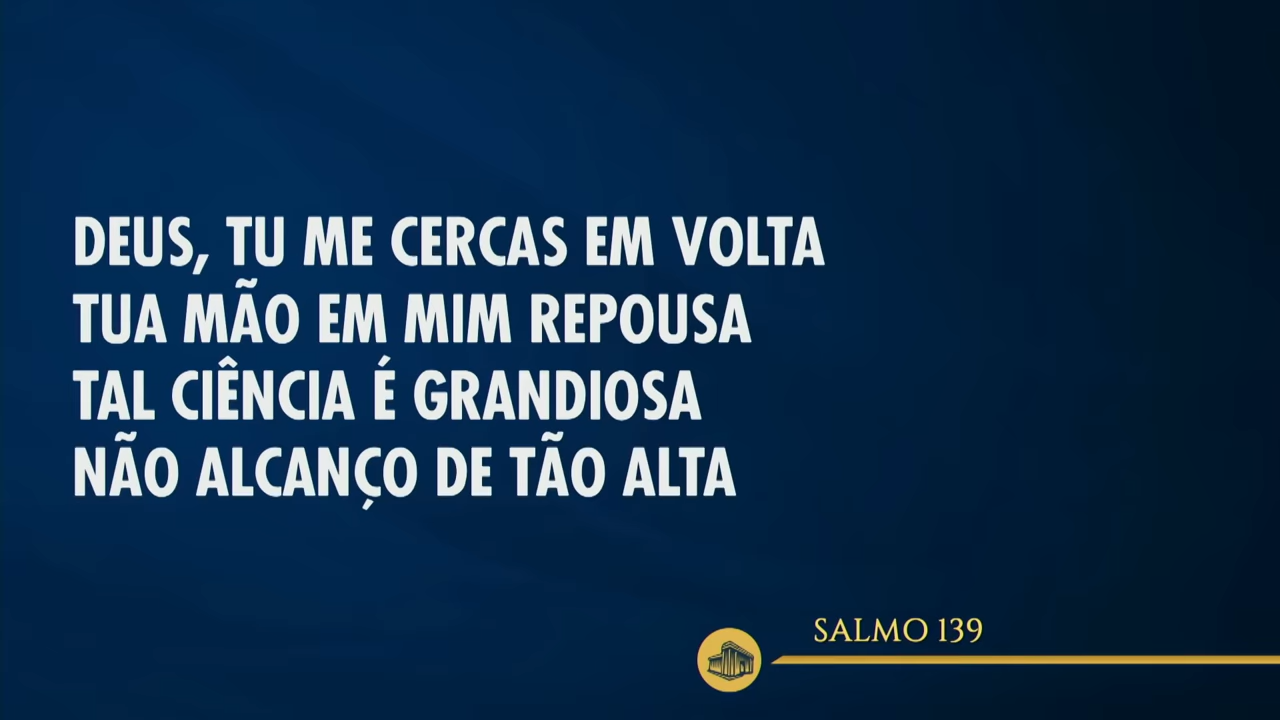 DEUS, TU ME CERCAS EM VOLTA
TUA MÃO EM MIM REPOUSA
TAL CIÊNCIA É GRANDIOSA
NÃO ALCANÇO DE TÃO ALTA
SALMO 139